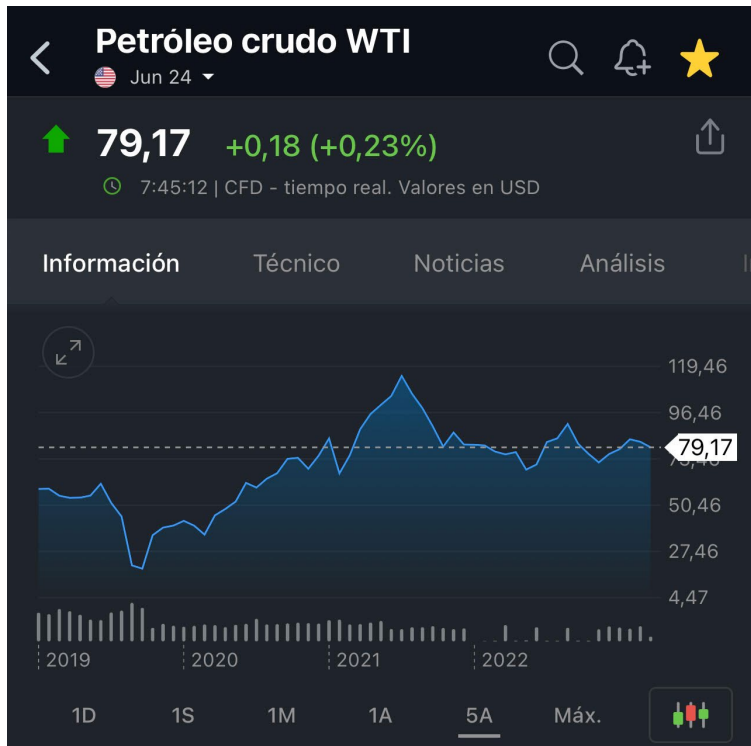 Petróleo crudo WTI
Jun 24
79,17 +0,18 (+0,23%)
7:45:12 | CFD - tiempo real. Valores en USD
Información Técnico Noticias Análisis
119,46
96,46
79,17
50,46
27,46
4,47
2019 2020 2021 2022
1D 1S 1M 1A 5A Máx.